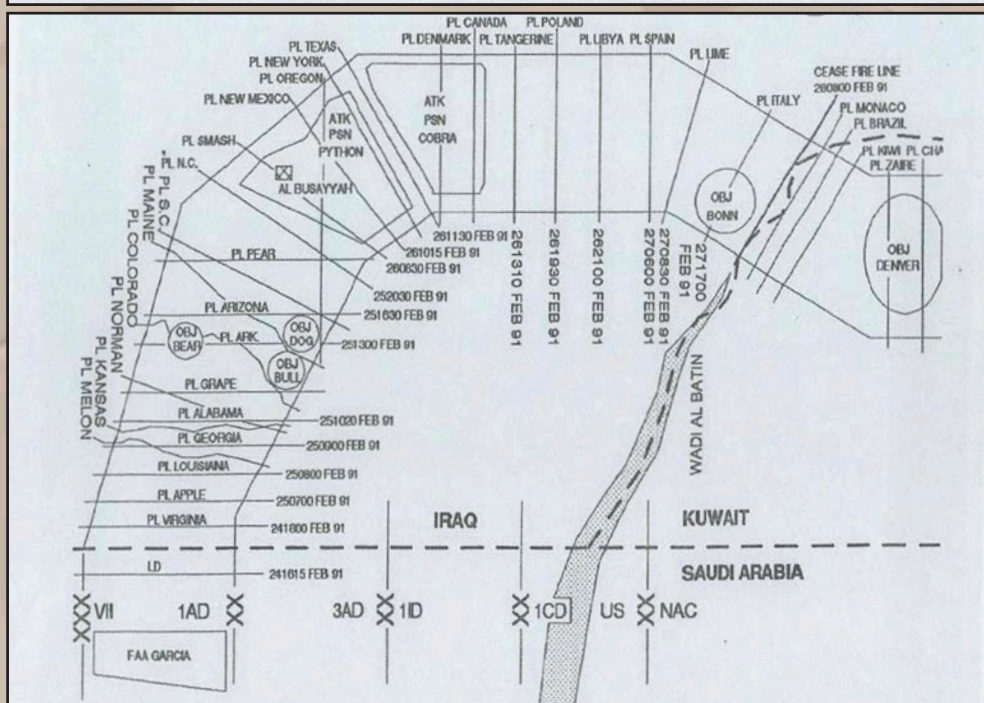 PL CANADA PL POLAND
PL DENMARK PL TANGERINE PL LIBYA PL SPAIN
PL TEXAS
PL NEW YORK
PL OREGON
PL NEW MEXICO
PL LIME
CEASE FIRE LINE
280800 FEB 91
PL ITALY
PL MONACO
PL BRAZIL
PL KIWI PL CHA
PL ZAIRE
ATK
PSN
COBRA
ATK
PSN
PYTHON
PL SMASH
PL N.C.
AL BUSAYYAH
PL S.C.
PL MAINE
PL COLORADO
PL NORMAN
PL KANSAS
PL MELON
OBJ
BONN
OBJ
DENVER
261130 FEB 91
261015 FEB 91
260630 FEB 91
252030 FEB 91
251630 FEB 91
251300 FEB 91
261310 FEB 91
261930 FEB 91
262100 FEB 91
270600 FEB 91
270830 FEB 91
271700
FEB 91
PL PEAR
PL ARIZONA
OBJ
BEAR
PL ARK.
OBJ
DOG
OBJ
BULL
PL GRAPE
PL ALABAMA
251020 FEB 91
PL GEORGIA
250900 FEB 91
PL LOUISIANA
250800 FEB 91
PL APPLE
250700 FEB 91
PL VIRGINIA
241800 FEB 91
WADI AL BATIN
IRAQ
KUWAIT
SAUDI ARABIA
LD
241615 FEB 91
XXX VII 1AD XX 3AD XX 1ID XX 1CD US XX NAC
FAA GARCIA